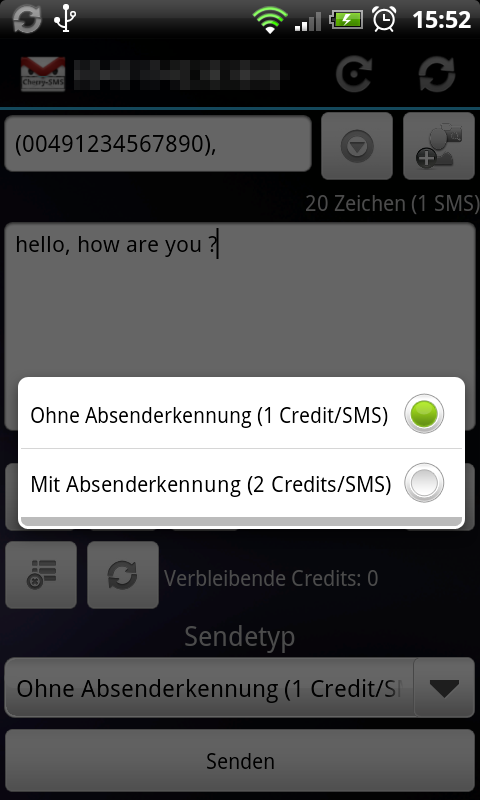 15:52
Cheery-SMS
(00491234567890),
20 Zeichen (1 SMS)
hello, how are you ?
Ohne Absenderkennung (1 Credit/SMS)
Mit Absenderkennung (2 Credits/SMS)
Verbleibende Credits: 0
Sendetyp
Ohne Absenderkennung (1 Credit/S
Senden